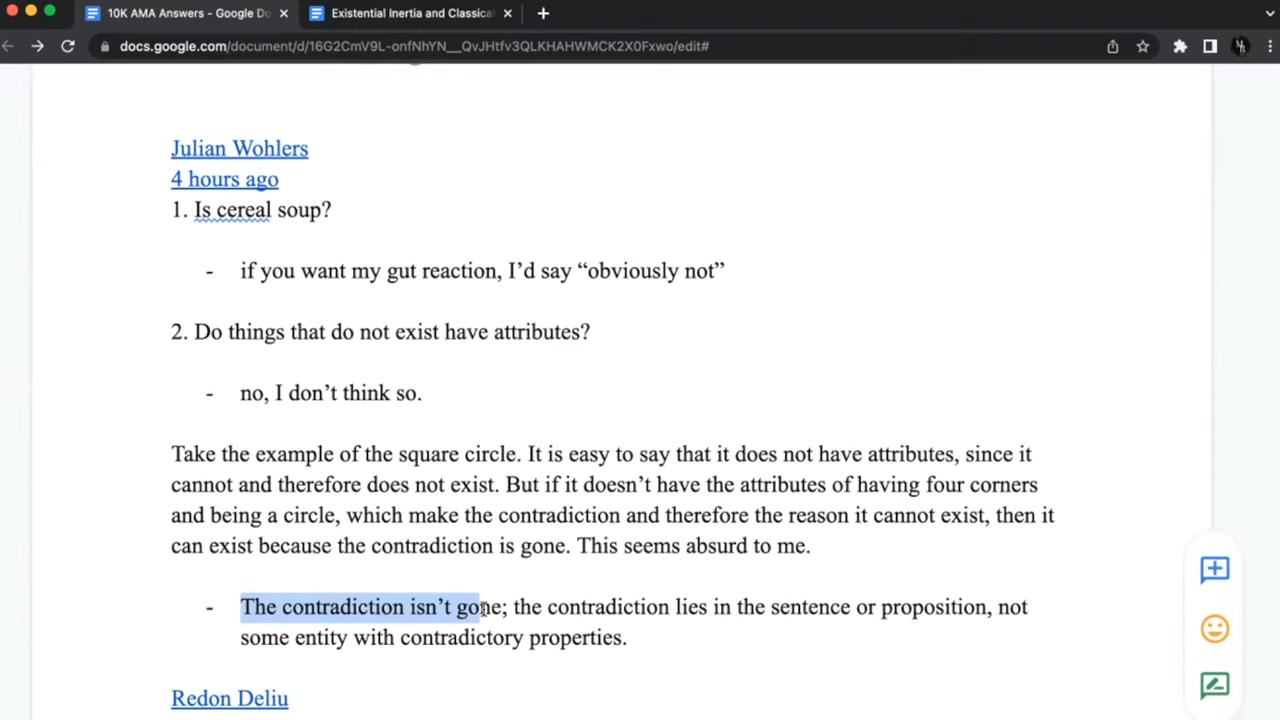 10K AMA Answers - Google Do
Existential Inertia and Classica
docs.google.com/document/d/16G2CmV9L-onfNhYN__QvJHtfv3QLKHAHWMCK2X0Fxwo/edit#
Julian Wohlers
4 hours ago
1. Is cereal soup?
- if you want my gut reaction, I’d say “obviously not”
2. Do things that do not exist have attributes?
- no, I don’t think so.
Take the example of the square circle. It is easy to say that it does not have attributes, since it
cannot and therefore does not exist. But if it doesn’t have the attributes of having four corners
and being a circle, which make the contradiction and therefore the reason it cannot exist, then it
can exist because the contradiction is gone. This seems absurd to me.
- The contradiction isn’t gone; the contradiction lies in the sentence or proposition, not
some entity with contradictory properties.
Redon Deliu